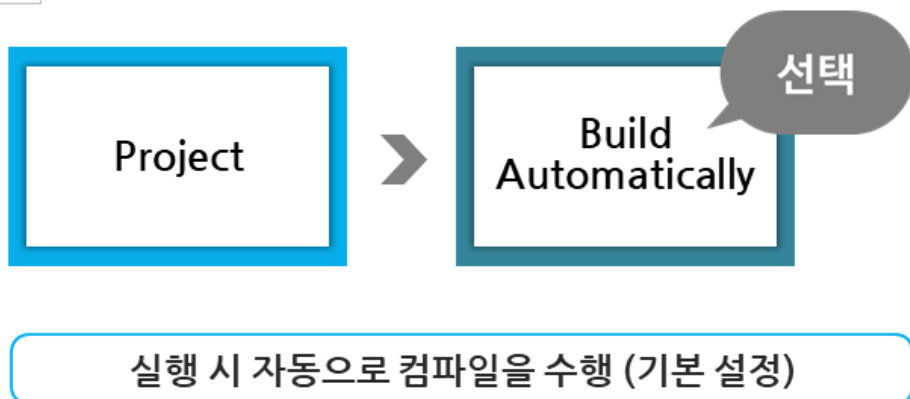 선택
Project
Build
Automatically
실행 시 자동으로 컴파일을 수행 (기본 설정)